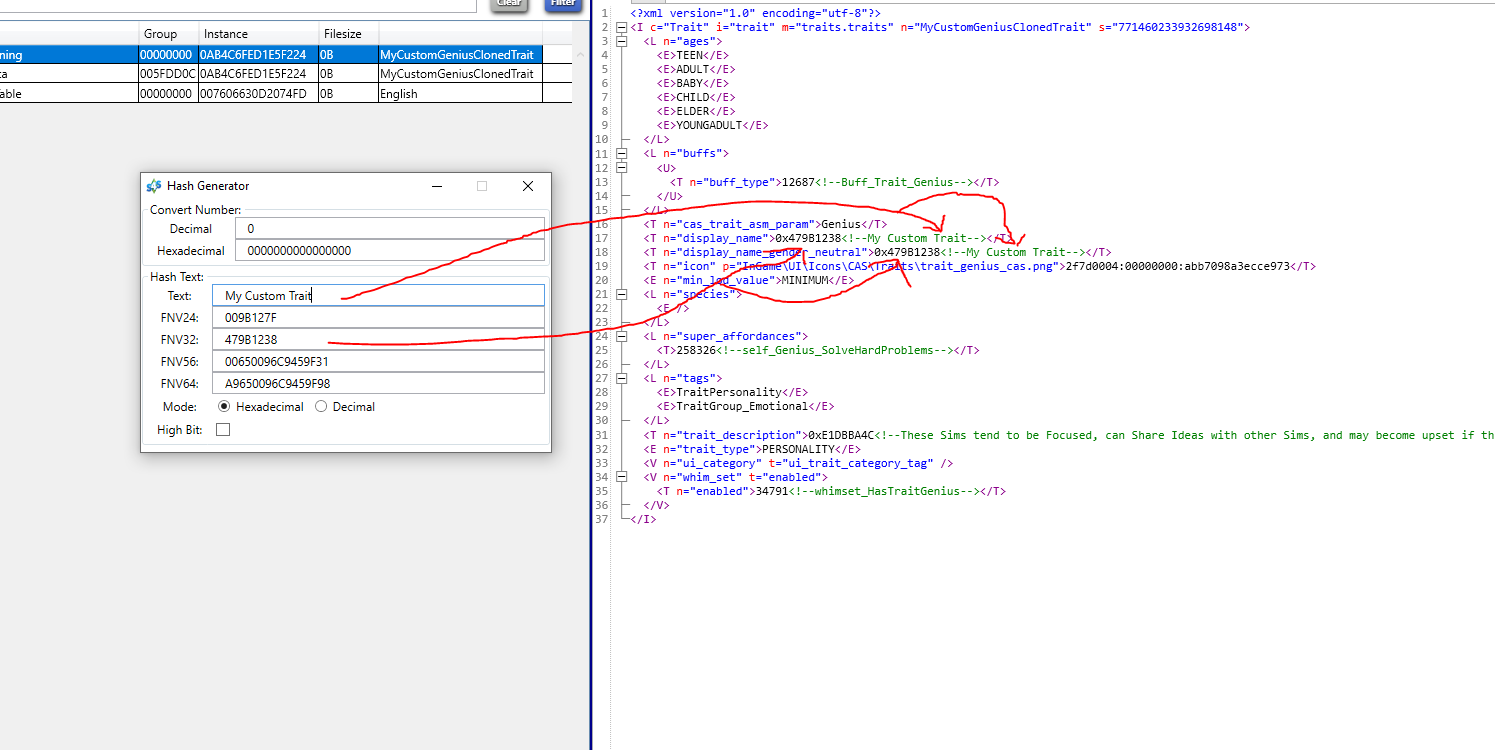 Clear
Filter
Group Instance Filesize
ning 00000000 0AB4C6FED1E5F224 0B MyCustomGeniusClonedTrait
ta 005FDD0C 0AB4C6FED1E5F224 0B MyCustomGeniusClonedTrait
able 00000000 007606630D2074FD 0B English
Hash Generator
Convert Number:
Decimal 0
Hexadecimal 0000000000000000
Hash Text:
Text: My Custom Trait
FNV24: 009B127F
FNV32: 479B1238
FNV56: 00650096C9459F31
FNV64: A9650096C9459F98
Mode: Hexadecimal Decimal
High Bit:
1 <?xml version="1.0" encoding="utf-8"?>
2 <I c="Trait" i="trait" m="traits.traits" n="MyCustomGeniusClonedTrait" s="771460233932698148">
3 <L n="ages">
4 <E>TEEN</E>
5 <E>ADULT</E>
6 <E>BABY</E>
7 <E>CHILD</E>
8 <E>ELDER</E>
9 <E>YOUNGADULT</E>
10 </L>
11 <L n="buffs">
12 <U>
13 <T n="buff_type">12687<!--Buff_Trait_Genius--></T>
14 </U>
15 </L>
16 <T n="cas_trait_asm_param">Genius</T>
17 <T n="display_name">0x479B1238<!--My Custom Trait--></T>
18 <T n="display_name_gender_neutral">0x479B1238<!--My Custom Trait--></T>
19 <T n="icon" p="InGame\UI\Icons\CAS\Traits\trait_genius_cas.png">2f7d0004:00000000:abb7098a3ecce973</T>
20 <E n="min_lod_value">MINIMUM</E>
21 <L n="species">
22 <E />
23 </L>
24 <L n="super_affordances">
25 <T>258326<!--self_Genius_SolveHardProblems--></T>
26 </L>
27 <L n="tags">
28 <E>TraitPersonality</E>
29 <E>TraitGroup_Emotional</E>
30 </L>
31 <T n="trait_description">0xE1DBBA4C<!--These Sims tend to be Focused, can Share Ideas with other Sims, and may become upset if th
32 <E n="trait_type">PERSONALITY</E>
33 <V n="ui_category" t="ui_trait_category_tag" />
34 <V n="whim_set" t="enabled">
35 <T n="enabled">34791<!--whimset_HasTraitGenius--></T>
36 </V>
37 </I>